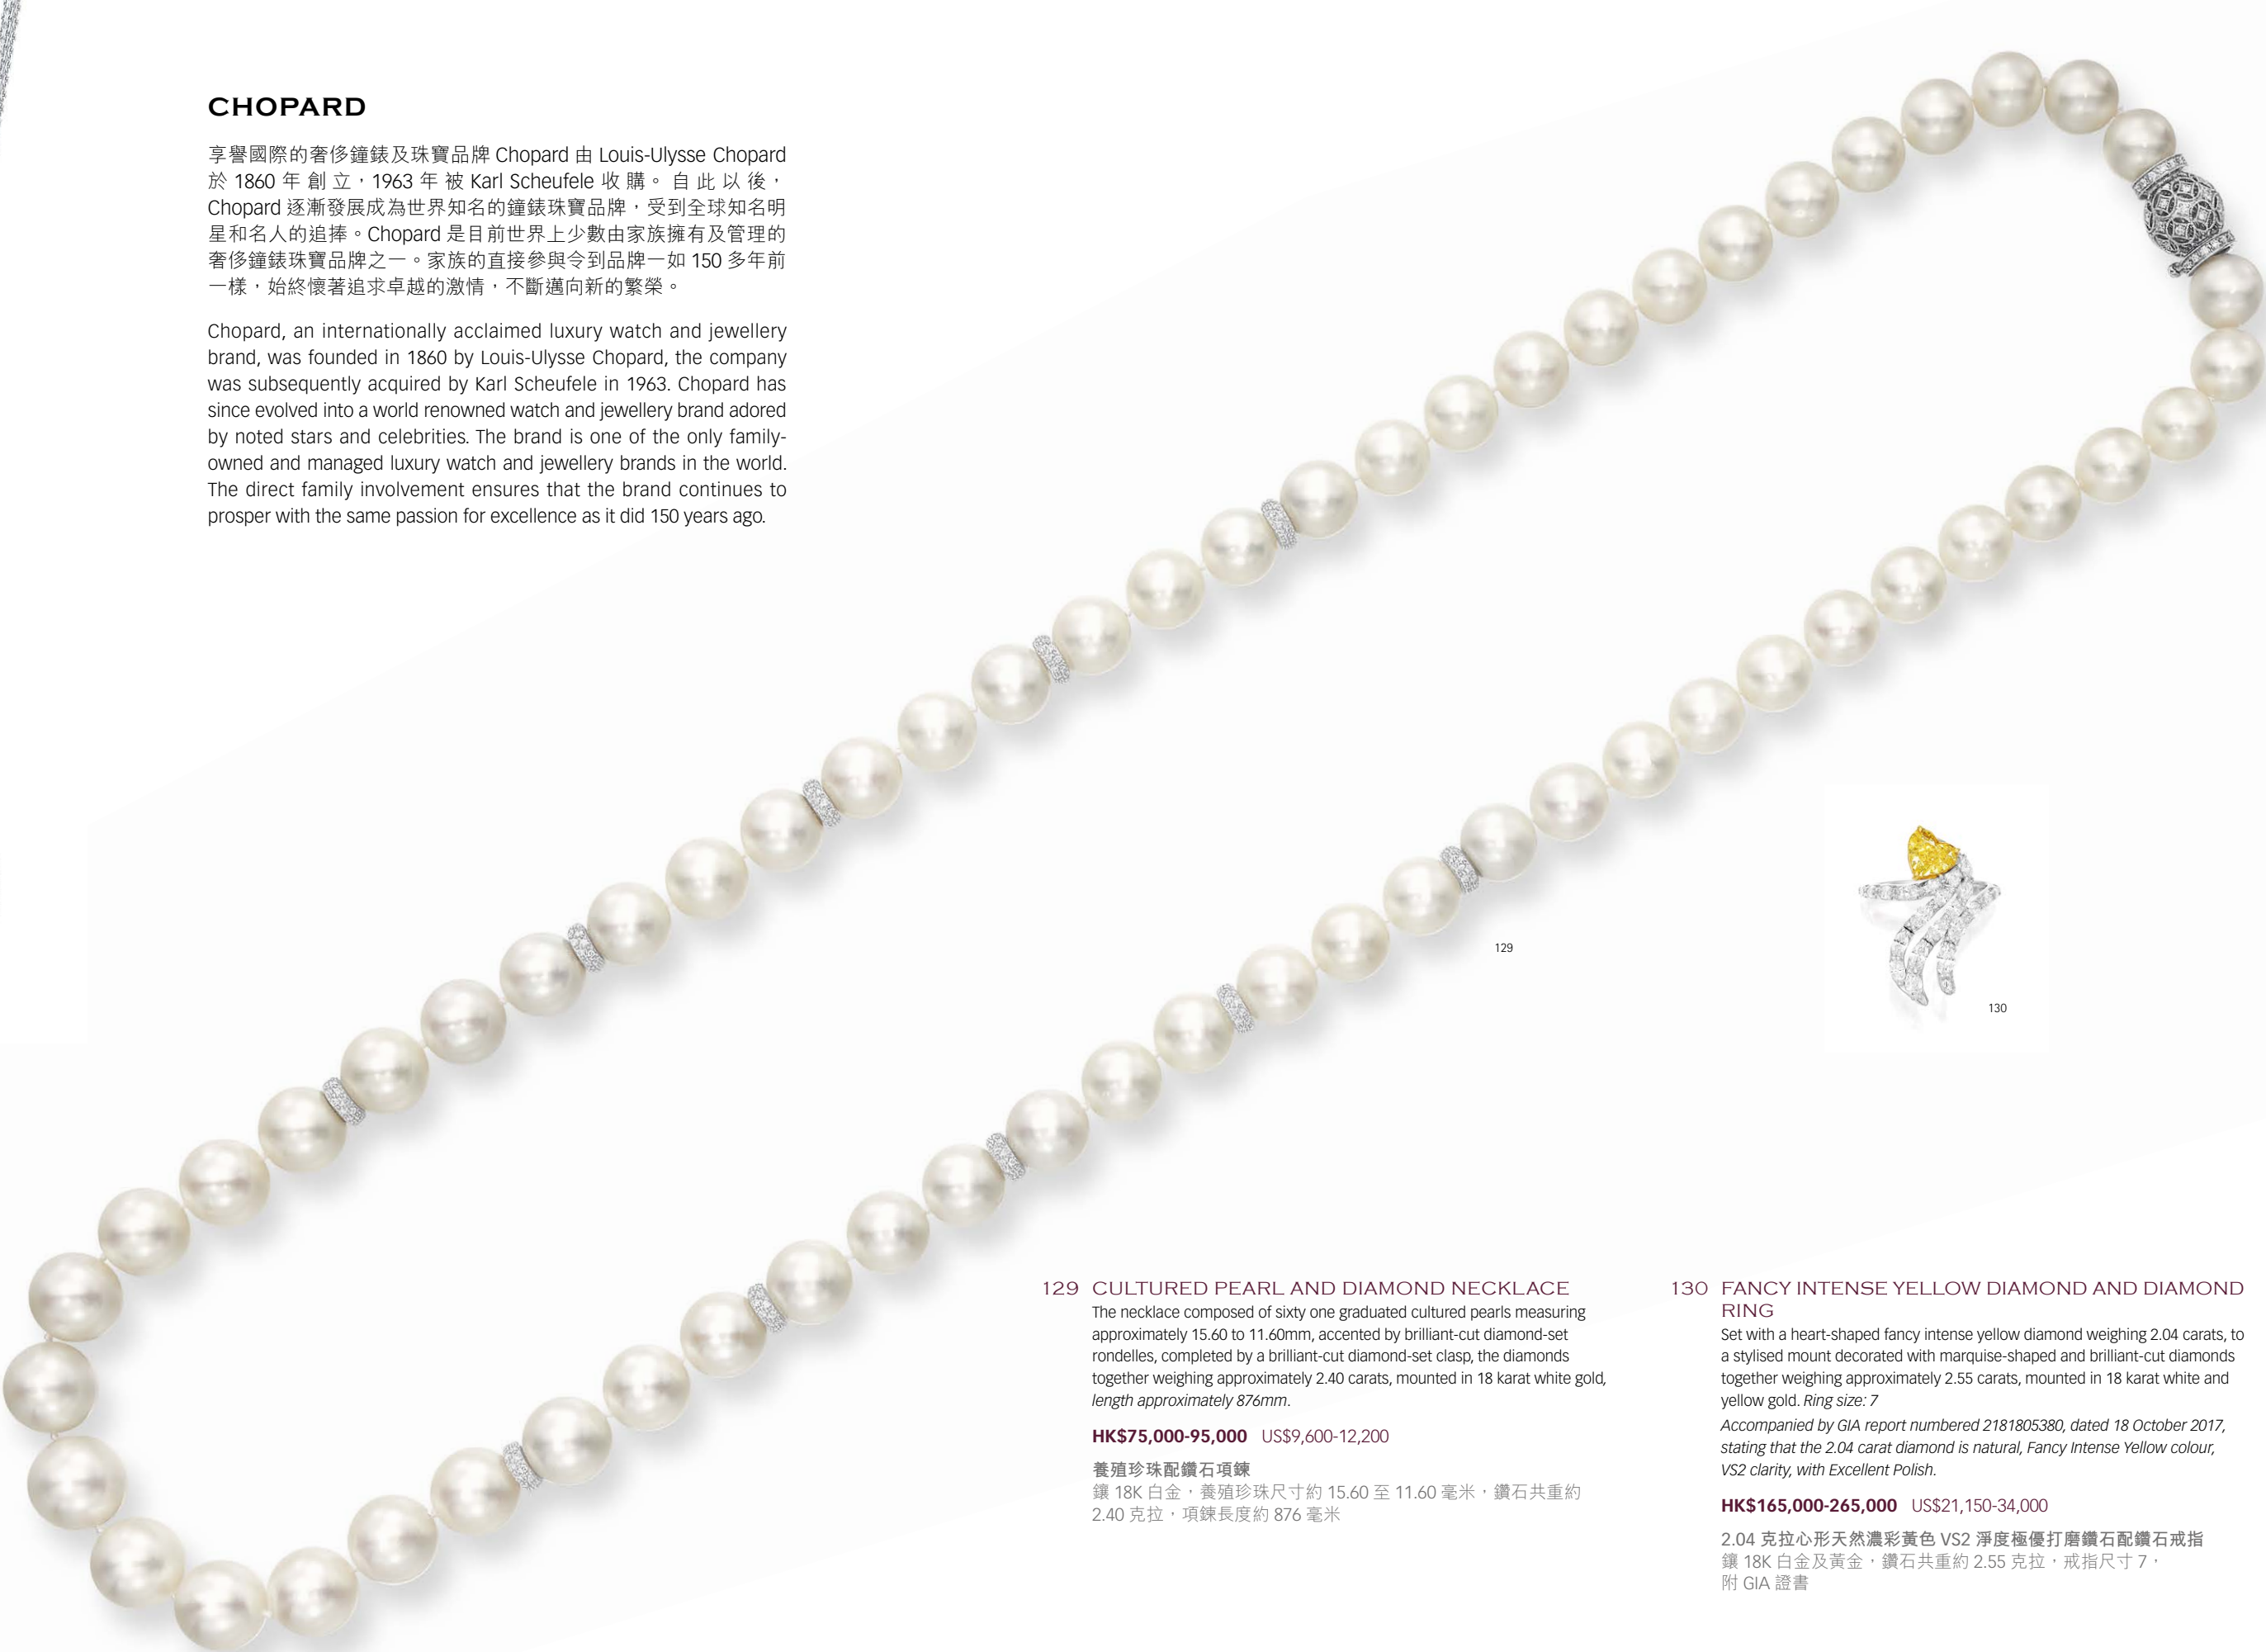 CHOPARD
享譽國際的奢侈鐘錶及珠寶品牌 Chopard 由 Louis-Ulysse Chopard
於 1860 年 創 立，1963 年 被 Karl Scheufele 收 購。 自 此 以 後，
Chopard 逐漸發展成為世界知名的鐘錶珠寶品牌，受到全球知名明
星和名人的追捧。Chopard 是目前世界上少數由家族擁有及管理的
奢侈鐘錶珠寶品牌之一。家族的直接參與令到品牌一如 150 多年前
一樣，始終懷著追求卓越的激情，不斷邁向新的繁榮。
Chopard, an internationally acclaimed luxury watch and jewellery
brand, was founded in 1860 by Louis-Ulysse Chopard, the company
was subsequently acquired by Karl Scheufele in 1963. Chopard has
since evolved into a world renowned watch and jewellery brand adored
by noted stars and celebrities. The brand is one of the only family-
owned and managed luxury watch and jewellery brands in the world.
The direct family involvement ensures that the brand continues to
prosper with the same passion for excellence as it did 150 years ago.
129
130
129 CULTURED PEARL AND DIAMOND NECKLACE
The necklace composed of sixty one graduated cultured pearls measuring
approximately 15.60 to 11.60mm, accented by brilliant-cut diamond-set
rondelles, completed by a brilliant-cut diamond-set clasp, the diamonds
together weighing approximately 2.40 carats, mounted in 18 karat white gold,
length approximately 876mm.
HK$75,000-95,000 US$9,600-12,200
養殖珍珠配鑽石項鍊
鑲 18K 白金，養殖珍珠尺寸約 15.60 至 11.60 毫米，鑽石共重約
2.40 克拉，項鍊長度約 876 毫米
130 FANCY INTENSE YELLOW DIAMOND AND DIAMOND
RING
Set with a heart-shaped fancy intense yellow diamond weighing 2.04 carats, to
a stylised mount decorated with marquise-shaped and brilliant-cut diamonds
together weighing approximately 2.55 carats, mounted in 18 karat white and
yellow gold. Ring size: 7
Accompanied by GIA report numbered 2181805380, dated 18 October 2017,
stating that the 2.04 carat diamond is natural, Fancy Intense Yellow colour,
VS2 clarity, with Excellent Polish.
HK$165,000-265,000 US$21,150-34,000
2.04 克拉心形天然濃彩黃色 VS2 淨度極優打磨鑽石配鑽石戒指
鑲 18K 白金及黃金，鑽石共重約 2.55 克拉，戒指尺寸 7，
附 GIA 證書